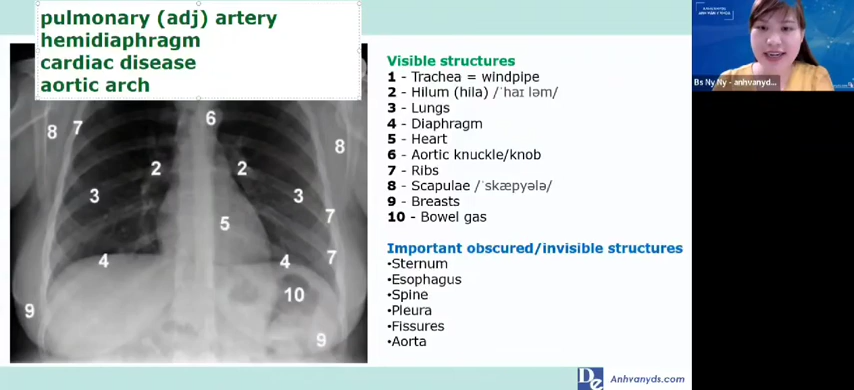 pulmonary (adj) artery
hemidiaphragm
cardiac disease
aortic arch
Visible structures
1 - Trachea = windpipe
2 - Hilum (hila) /ˈhaɪ ləm/
3 - Lungs
4 - Diaphragm
5 - Heart
6 - Aortic knuckle/knob
7 - Ribs
8 - Scapulae /ˈskæpyələ/
9 - Breasts
10 - Bowel gas
Important obscured/invisible structures
•Sternum
•Esophagus
•Spine
•Pleura
•Fissures
•Aorta
8 7 6 8
2 2
3 3
5 7
4 4 7
10
9 9
De Anhvanyds.com
Bs Ny Ny - anhvanyd...